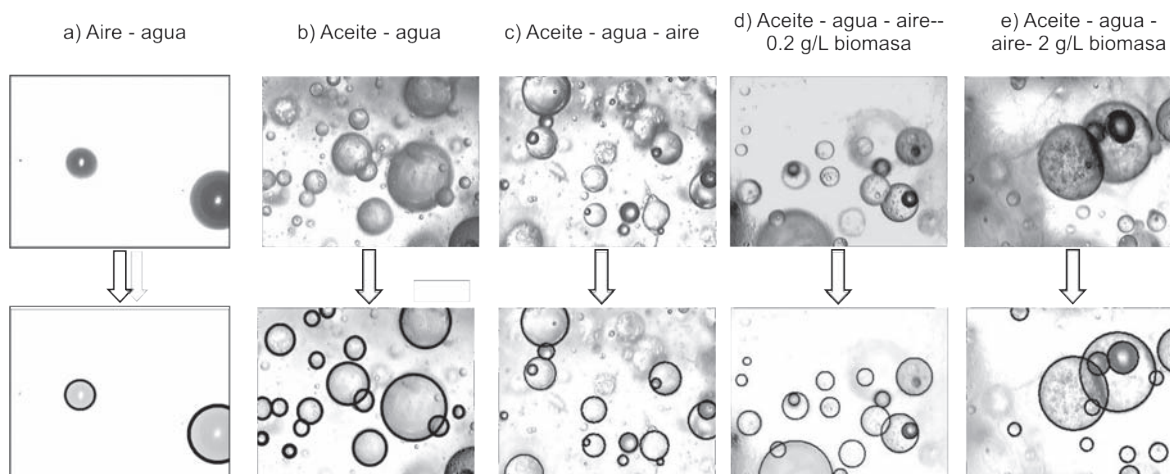 a) Aire - agua
b) Aceite - agua
c) Aceite - agua - aire
d) Aceite - agua - aire--
0.2 g/L biomasa
e) Aceite - agua -
aire- 2 g/L biomasa